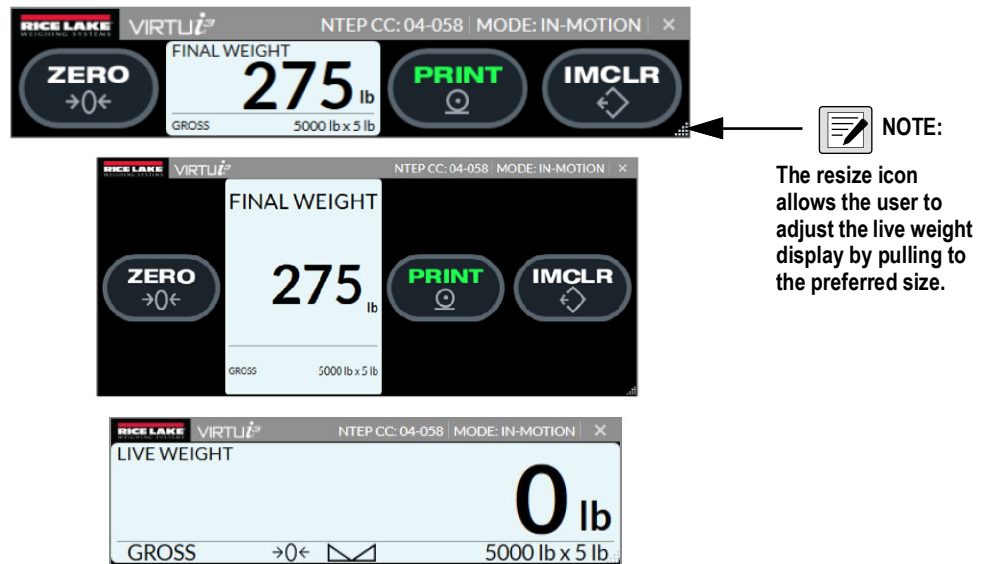 RICE LAKE VIRTUi³ NTEP CC: 04-058 MODE: IN-MOTION ×
WEIGHING SYSTEMS
ZERO
→0←
FINAL WEIGHT
275 lb
GROSS 5000 lb x 5 lb
PRINT
IMCLR
NOTE:
The resize icon
allows the user to
adjust the live weight
display by pulling to
the preferred size.
RICE LAKE VIRTUi³ NTEP CC: 04-058 MODE: IN-MOTION ×
WEIGHING SYSTEMS
ZERO
→0←
FINAL WEIGHT
275 lb
GROSS 5000 lb x 5 lb
PRINT
IMCLR
RICE LAKE VIRTUi³ NTEP CC: 04-058 MODE: IN-MOTION ×
WEIGHING SYSTEMS
LIVE WEIGHT
0 lb
GROSS →0← 5000 lb x 5 lb